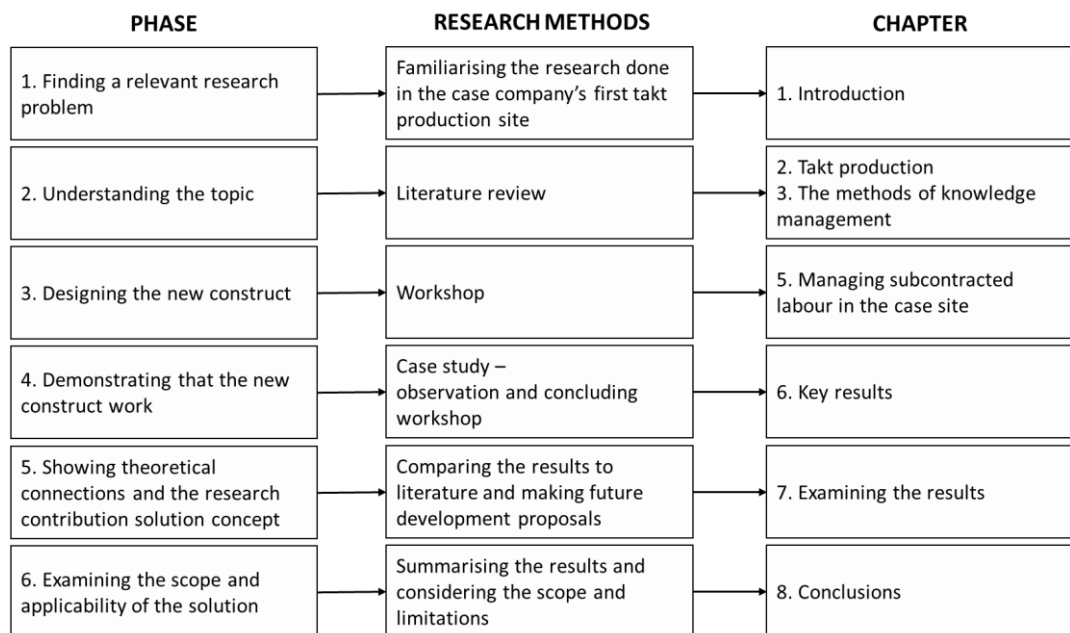 PHASE
RESEARCH METHODS
CHAPTER
1. Finding a relevant research
problem
Familiarising the research done
in the case company’s first takt
production site
1. Introduction
2. Understanding the topic
Literature review
2. Takt production
3. The methods of knowledge
management
3. Designing the new construct
Workshop
5. Managing subcontracted
labour in the case site
4. Demonstrating that the new
construct work
Case study –
observation and concluding
workshop
6. Key results
5. Showing theoretical
connections and the research
contribution solution concept
Comparing the results to
literature and making future
development proposals
7. Examining the results
6. Examining the scope and
applicability of the solution
Summarising the results and
considering the scope and
limitations
8. Conclusions